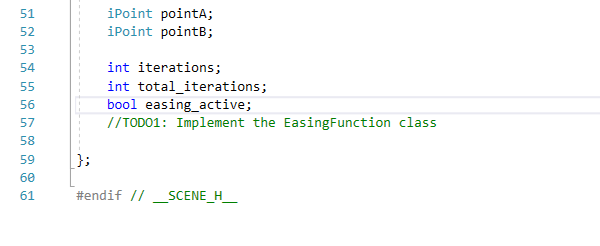 51 iPoint pointA;
52 iPoint pointB;
53
54 int iterations;
55 int total_iterations;
56 bool easing_active;
57 //TODO1: Implement the EasingFunction class
58
59 };
60
61 #endif // __SCENE_H__